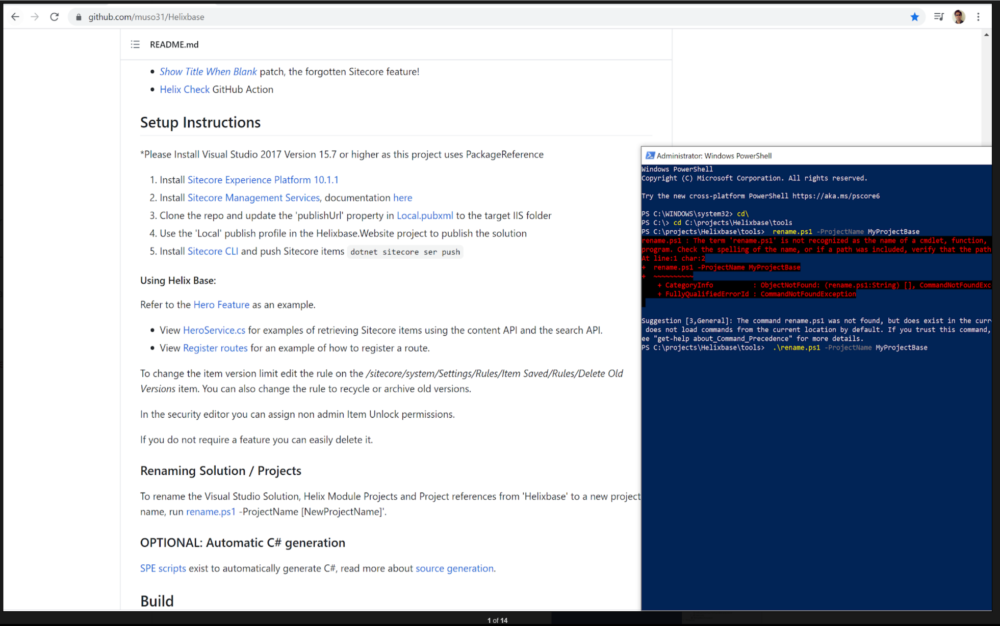 github.com/muso31/Helixbase
README.md
Show Title When Blank patch, the forgotten Sitecore feature!
Helix Check GitHub Action
Setup Instructions
*Please Install Visual Studio 2017 Version 15.7 or higher as this project uses PackageReference
1. Install Sitecore Experience Platform 10.1.1
2. Install Sitecore Management Services, documentation here
3. Clone the repo and update the 'publishUrl' property in Local.pubxml to the target IIS folder
4. Use the 'Local' publish profile in the Helixbase.Website project to publish the solution
5. Install Sitecore CLI and push Sitecore items dotnet sitecore ser push
Using Helix Base:
Refer to the Hero Feature as an example.
View HeroService.cs for examples of retrieving Sitecore items using the content API and the search API.
View Register routes for an example of how to register a route.
To change the item version limit edit the rule on the /sitecore/system/Settings/Rules/Item Saved/Rules/Delete Old
Versions item. You can also change the rule to recycle or archive old versions.
In the security editor you can assign non admin Item Unlock permissions.
If you do not require a feature you can easily delete it.
Renaming Solution / Projects
To rename the Visual Studio Solution, Helix Module Projects and Project references from 'Helixbase' to a new project
name, run rename.ps1 -ProjectName [NewProjectName]'.
OPTIONAL: Automatic C# generation
SPE scripts exist to automatically generate C#, read more about source generation.
Build
Administrator: Windows PowerShell
Windows PowerShell
Copyright (C) Microsoft Corporation. All rights reserved.
Try the new cross-platform PowerShell https://aka.ms/pscore6
PS C:\WINDOWS\system32> cd\
PS C:\> cd C:\projects\Helixbase\tools
PS C:\projects\Helixbase\tools>  rename.ps1 -ProjectName MyProjectBase
rename.ps1 : The term 'rename.ps1' is not recognized as the name of a cmdlet, function,
program. Check the spelling of the name, or if a path was included, verify that the path
At line:1 char:2
+  rename.ps1 -ProjectName MyProjectBase
+  ~~~~~~~~~~
+ CategoryInfo          : ObjectNotFound: (rename.ps1:String) [], CommandNotFoundExc
+ FullyQualifiedErrorId : CommandNotFoundException
Suggestion [3,General]: The command rename.ps1 was not found, but does exist in the curr
does not load commands from the current location by default. If you trust this command,
ee "get-help about_Command_Precedence" for more details.
PS C:\projects\Helixbase\tools>  .\rename.ps1 -ProjectName MyProjectBase
1 of 14